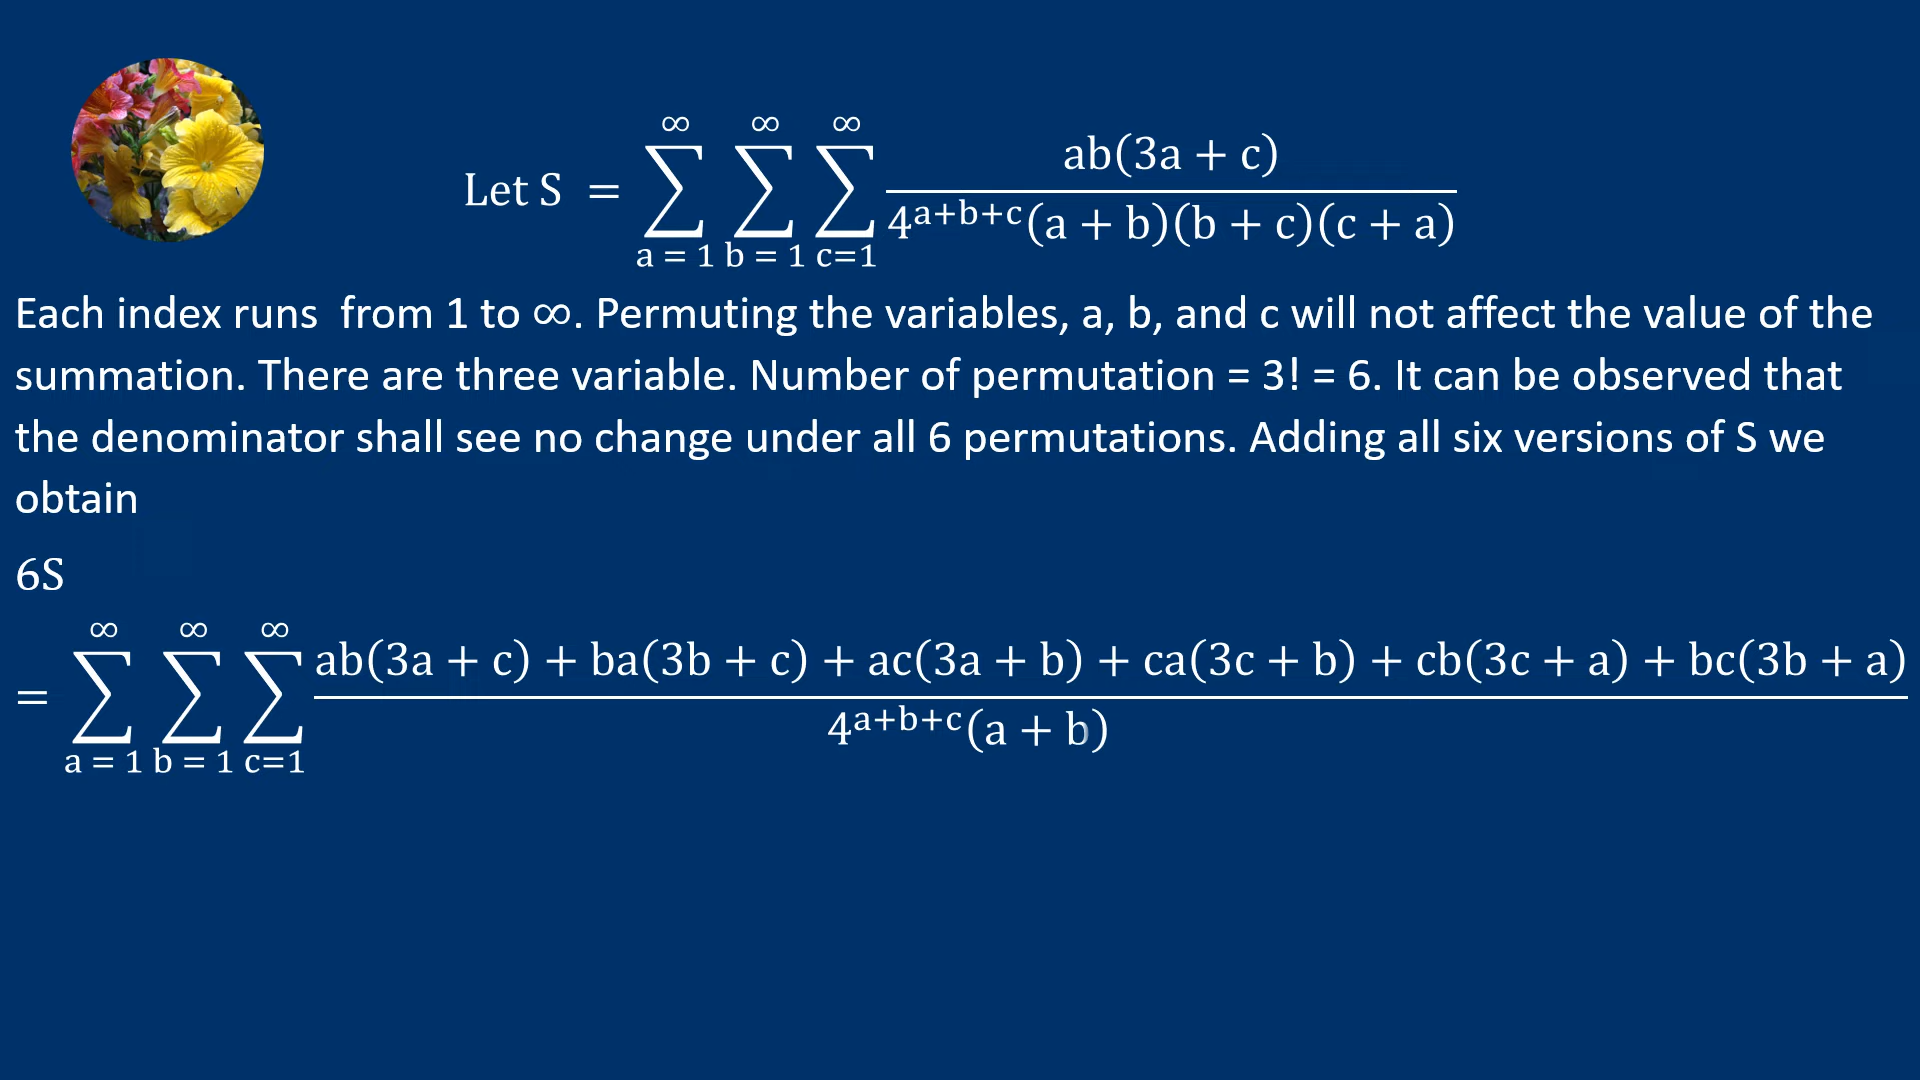 Let S = ∞∑a = 1 ∞∑b = 1 ∞∑c=1 ab(3a + c) / 4^a+b+c(a + b)(b + c)(c + a)
Each index runs from 1 to ∞. Permuting the variables, a, b, and c will not affect the value of the
summation. There are three variable. Number of permutation = 3! = 6. It can be observed that
the denominator shall see no change under all 6 permutations. Adding all six versions of S we
obtain
6S
= ∞∑a = 1 ∞∑b = 1 ∞∑c=1 ab(3a + c) + ba(3b + c) + ac(3a + b) + ca(3c + b) + cb(3c + a) + bc(3b + a) / 4^a+b+c(a + b)